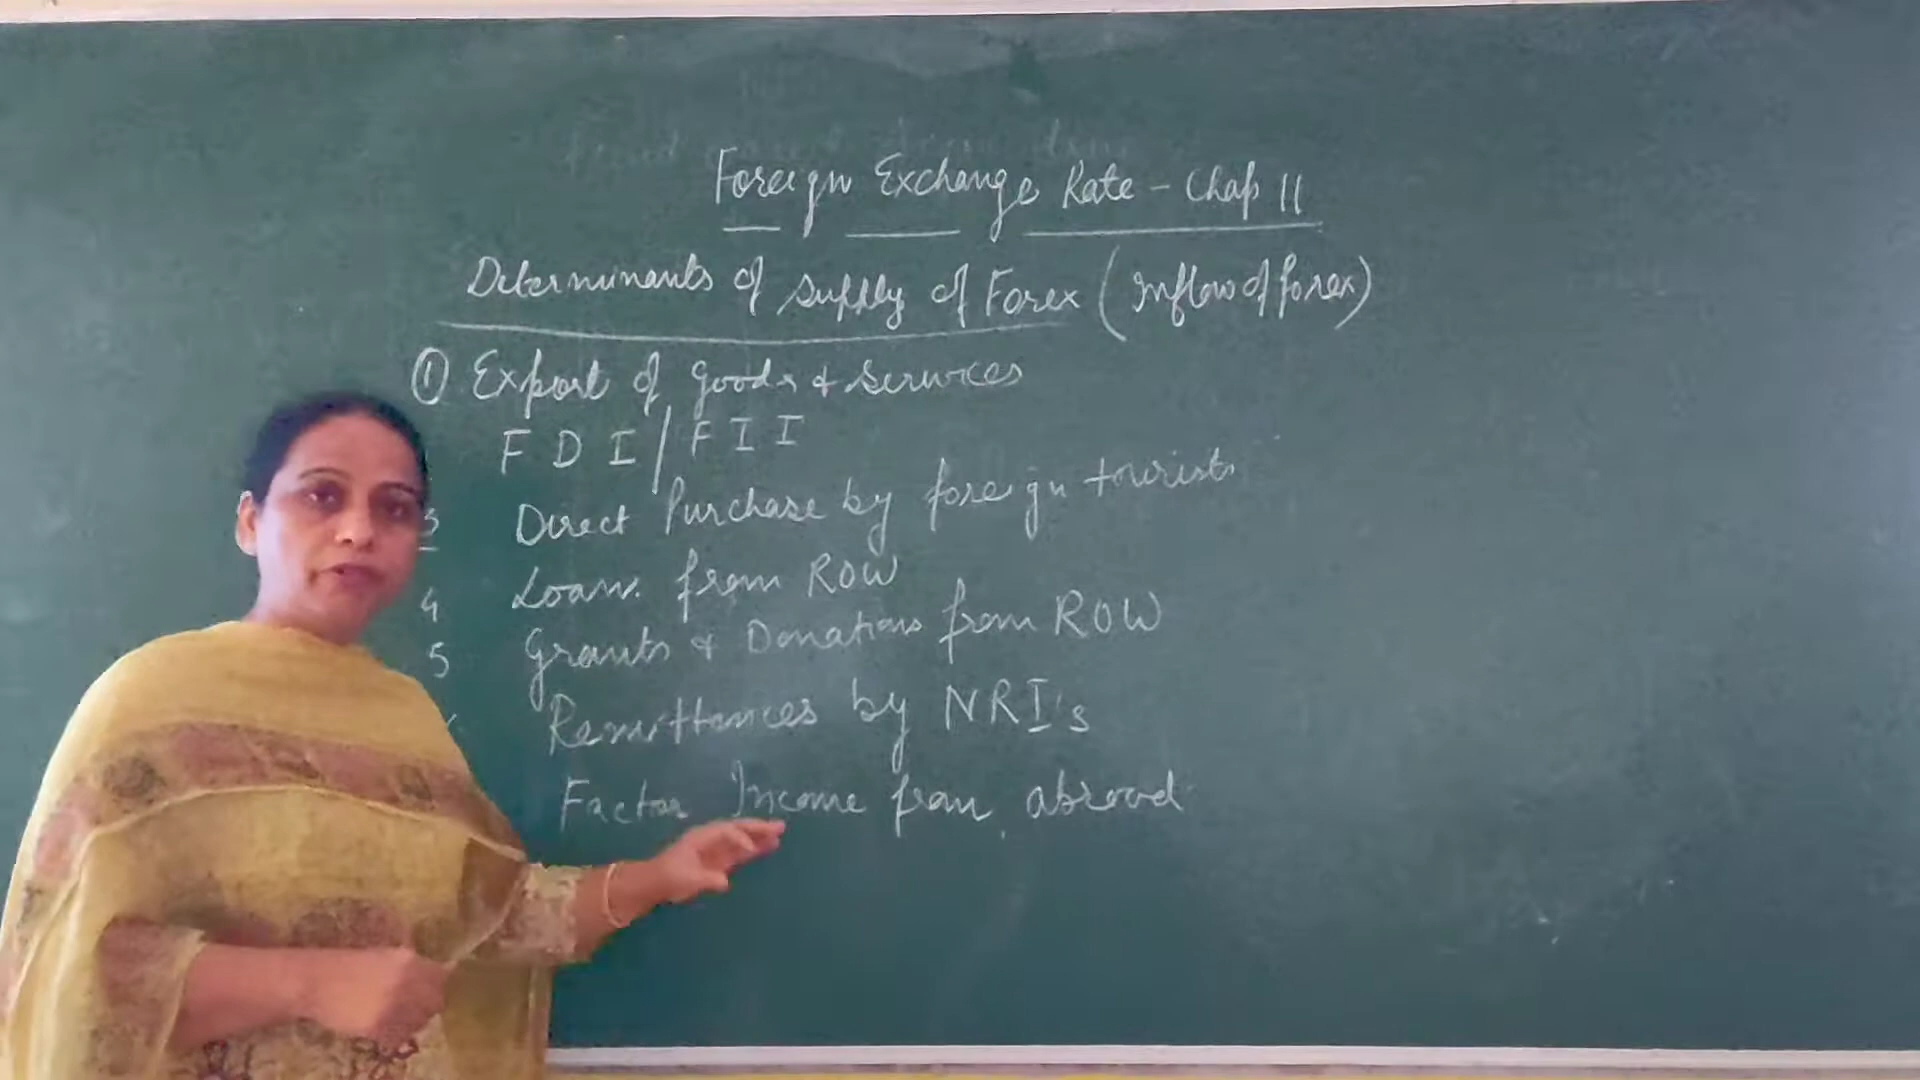 Foreign Exchange Rate - Chap 11
Determinants of Supply of Forex (Inflow of forex)
① Export of goods & Services
F D I / F I I
3 Direct Purchase by foreign tourists
4 Loans from ROW
5 Grants & Donations from ROW
Remittances by NRI's
Factor Income from abroad